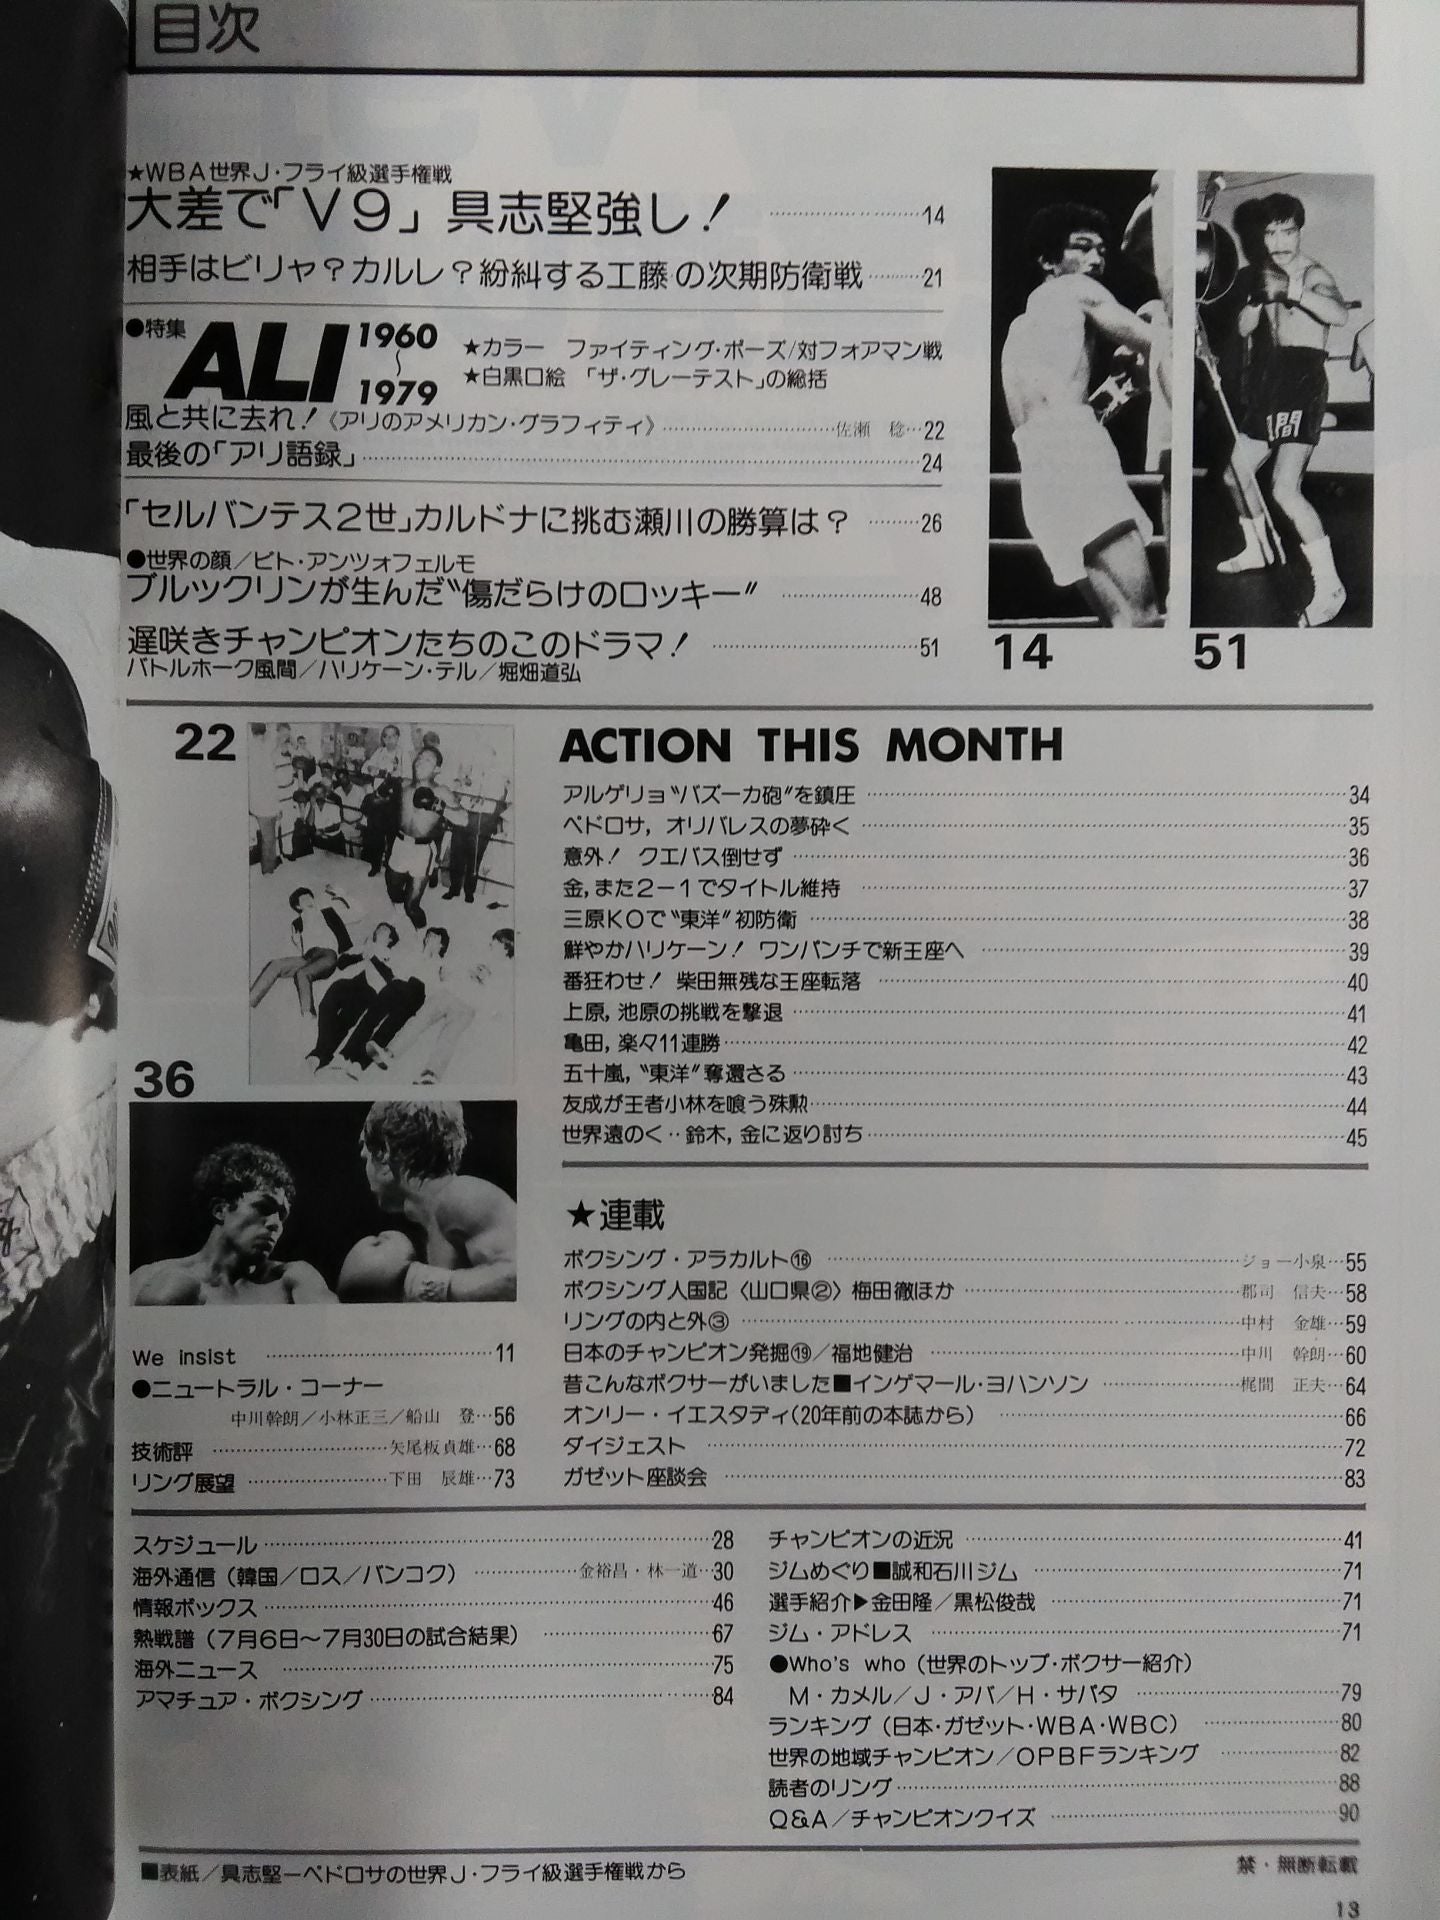 目次
★WBA世界J・フライ級選手権戦
大差で「V9」具志堅強し！ 14
相手はビリャ？カルレ？紛糾する工藤の次期防衛戦 21
●特集 ALI 1960〜1979
★カラー ファイティング・ポーズ/対フォアマン戦
★白黒口絵 「ザ・グレーテスト」の総括
風と共に去れ！《アリのアメリカン・グラフィティ》 佐瀬 稔 22
最後の「アリ語録」 24
「セルバンテス2世」カルドナに挑む瀬川の勝算は？ 26
●世界の顔／ビト・アンツォフェルモ
ブルックリンが生んだ“傷だらけのロッキー” 48
遅咲きチャンピオンたちのこのドラマ！ 51
バトルホーク風間／ハリケーン・テル／堀畑道弘
14
51
間
22
36
ACTION THIS MONTH
アルゲリョ“バズーカ砲”を鎮圧 34
ペドロサ，オリバレスの夢砕く 35
意外！ クエバス倒せず 36
金，また2－1でタイトル維持 37
三原KOで“東洋”初防衛 38
鮮やかハリケーン！ ワンパンチで新王座へ 39
番狂わせ！ 柴田無残な王座転落 40
上原，池原の挑戦を撃退 41
亀田，楽々11連勝 42
五十嵐，“東洋”奪還さる 43
友成が王者小林を喰う殊勲 44
世界遠のく‥鈴木，金に返り討ち 45
★連載
ボクシング・アラカルト⑯ ジョー小泉 55
ボクシング人国記〈山口県②〉梅田徹ほか 郡司 信夫 58
リングの内と外③ 中村 金雄 59
日本のチャンピオン発掘⑲／福地健治 中川 幹朗 60
昔こんなボクサーがいました■インゲマール・ヨハンソン 梶間 正夫 64
オンリー・イエスタディ(20年前の本誌から) 66
ダイジェスト 72
ガゼット座談会 83
We insist 11
●ニュートラル・コーナー
中川幹朗／小林正三／船山 登 56
技術評 矢尾板貞雄 68
リング展望 下田 辰雄 73
スケジュール 28
海外通信（韓国／ロス／バンコク） 金裕昌・林一道 30
情報ボックス 46
熱戦譜（7月6日〜7月30日の試合結果） 67
海外ニュース 75
アマチュア・ボクシング 84
チャンピオンの近況 41
ジムめぐり■誠和石川ジム 71
選手紹介▶金田隆／黒松俊哉 71
ジム・アドレス 71
●Who's who（世界のトップ・ボクサー紹介）
M・カメル／J・アバ／H・サパタ 79
ランキング（日本・ガゼット・WBA・WBC） 80
世界の地域チャンピオン／OPBFランキング 82
読者のリング 88
Q&A／チャンピオンクイズ 90
■表紙／具志堅－ペドロサの世界J・フライ級選手権戦から
禁・無断転載
13